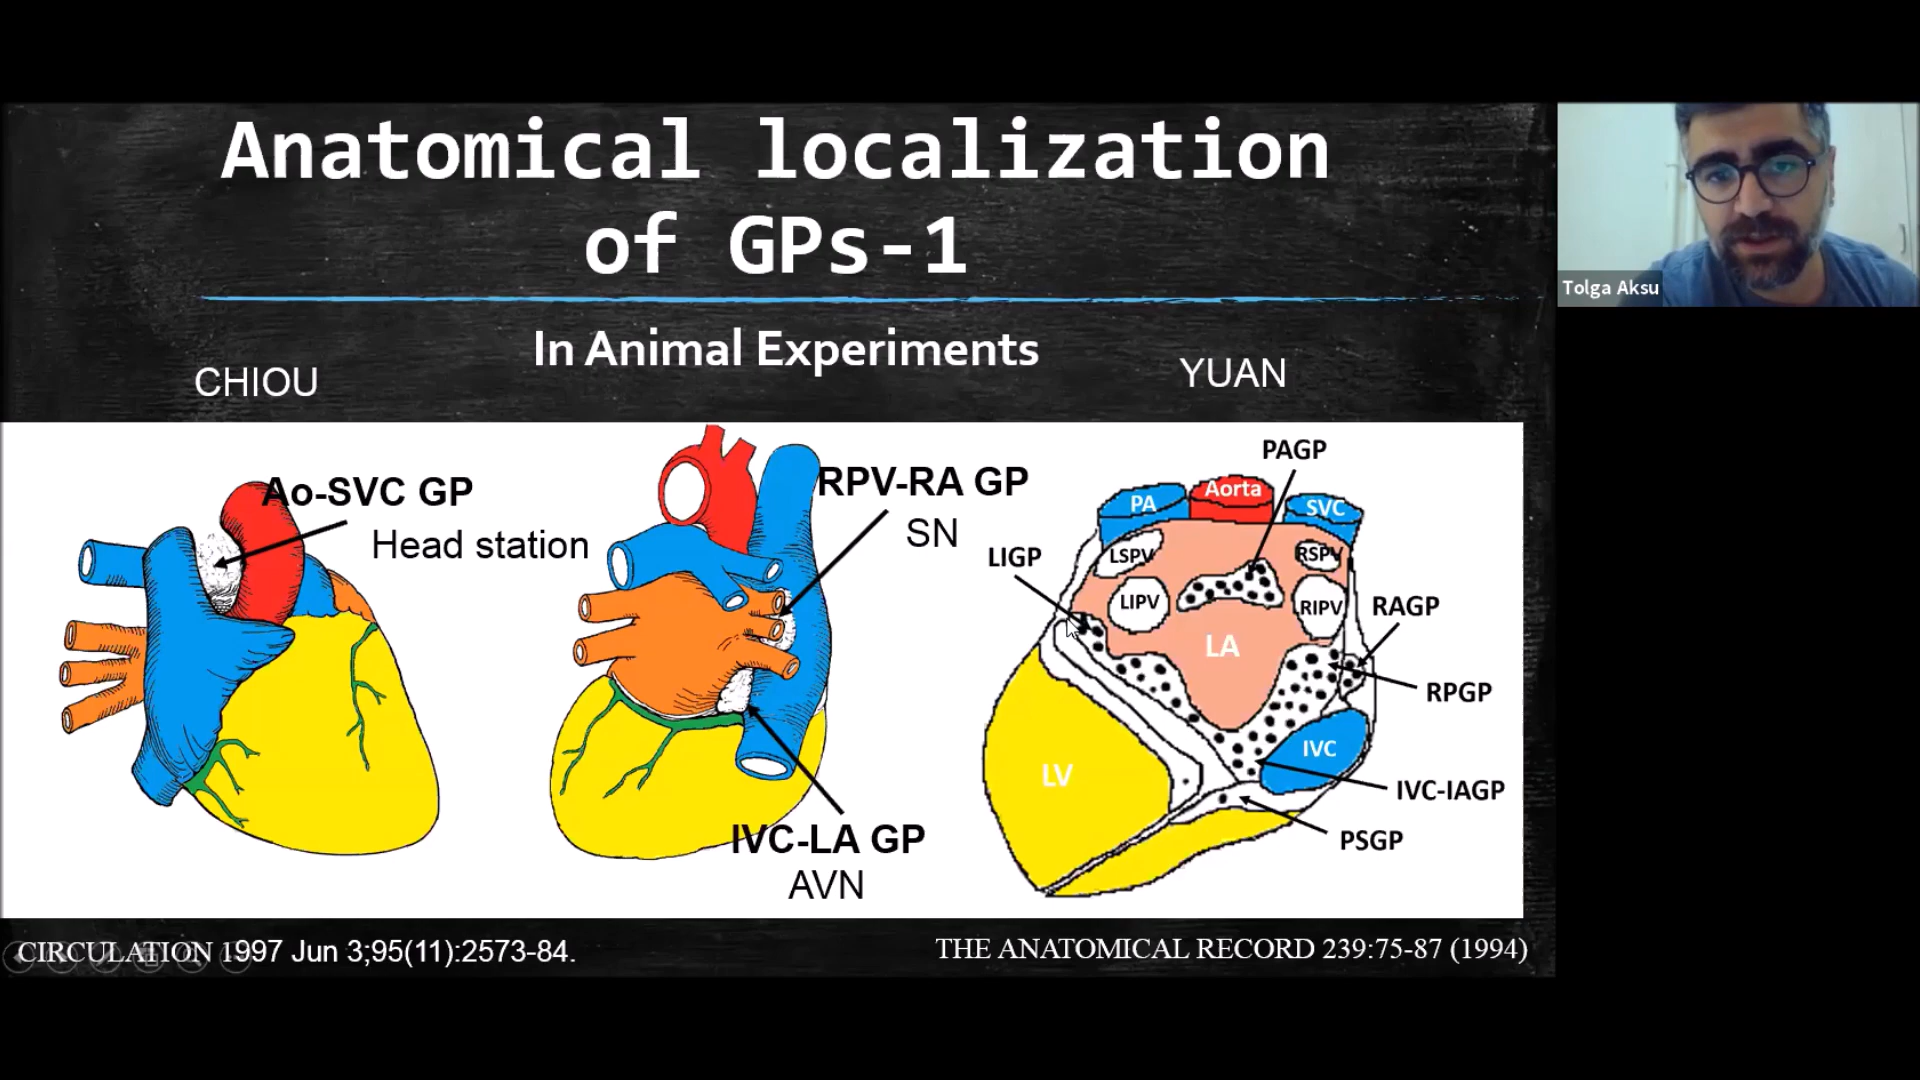 Anatomical localization
of GPs-1
In Animal Experiments
CHIOU
YUAN
Ao-SVC GP
Head station
RPV-RA GP
SN
IVC-LA GP
AVN
PAGP
PA
Aorta
SVC
LIGP
LSPV
RSPV
LIPV
RIPV
RAGP
LA
RPGP
IVC
LV
IVC-IAGP
PSGP
CIRCULATION 1997 Jun 3;95(11):2573-84.
THE ANATOMICAL RECORD 239:75-87 (1994)
Tolga Aksu